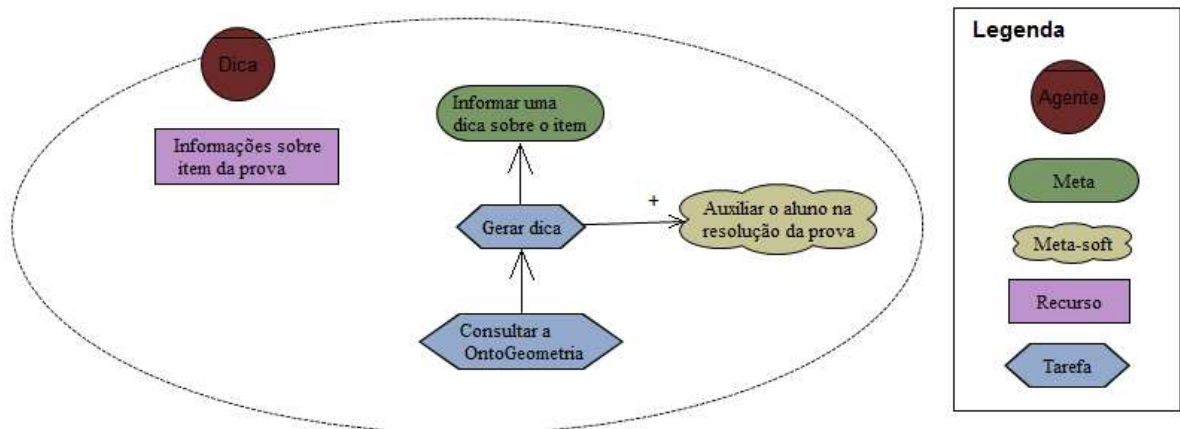 Dica
Informar uma
dica sobre o item
Informações sobre
item da prova
+
Gerar dica
Auxiliar o aluno na
resolução da prova
Consultar a
OntoGeometria
Legenda
Agente
Meta
Meta-soft
Recurso
Tarefa